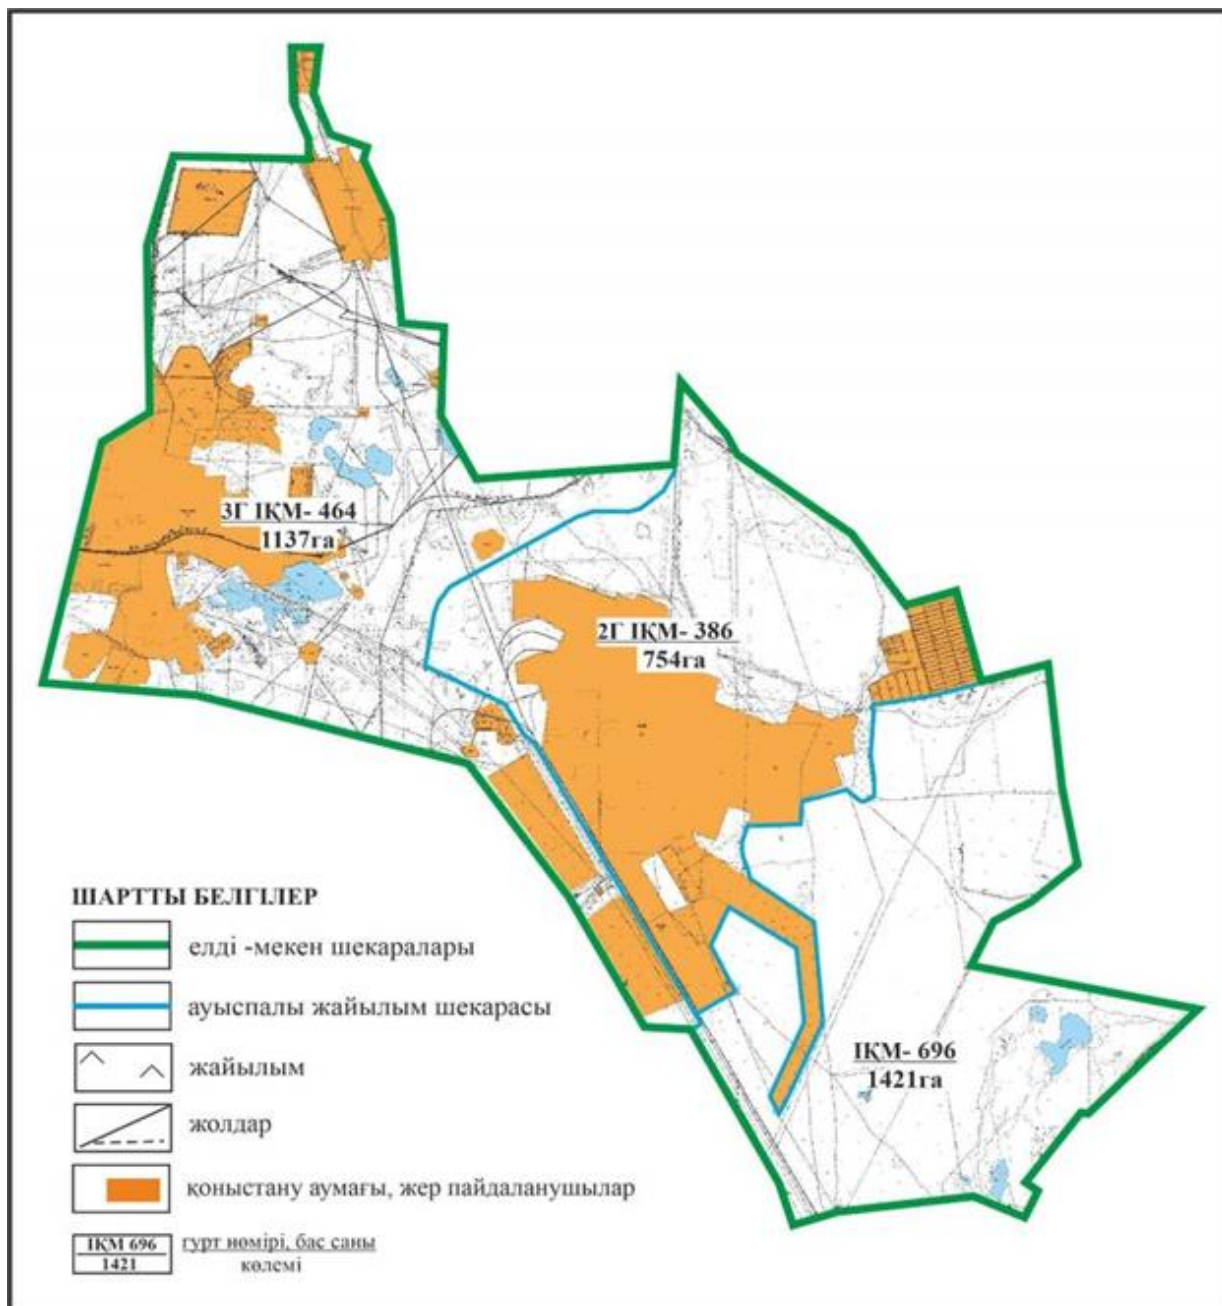 3Г ІҚМ- 464
1137га
2Г ІҚМ- 386
754га
ІҚМ- 696
1421га
ШАРТТЫ БЕЛГІЛЕР
елді -мекен шекаралары
ауыспалы жайылым шекарасы
жайылым
жолдар
қоныстану аумағы, жер пайдаланушылар
ІҚМ 696
1421
гурт нөмірі, бас саны
көлемі